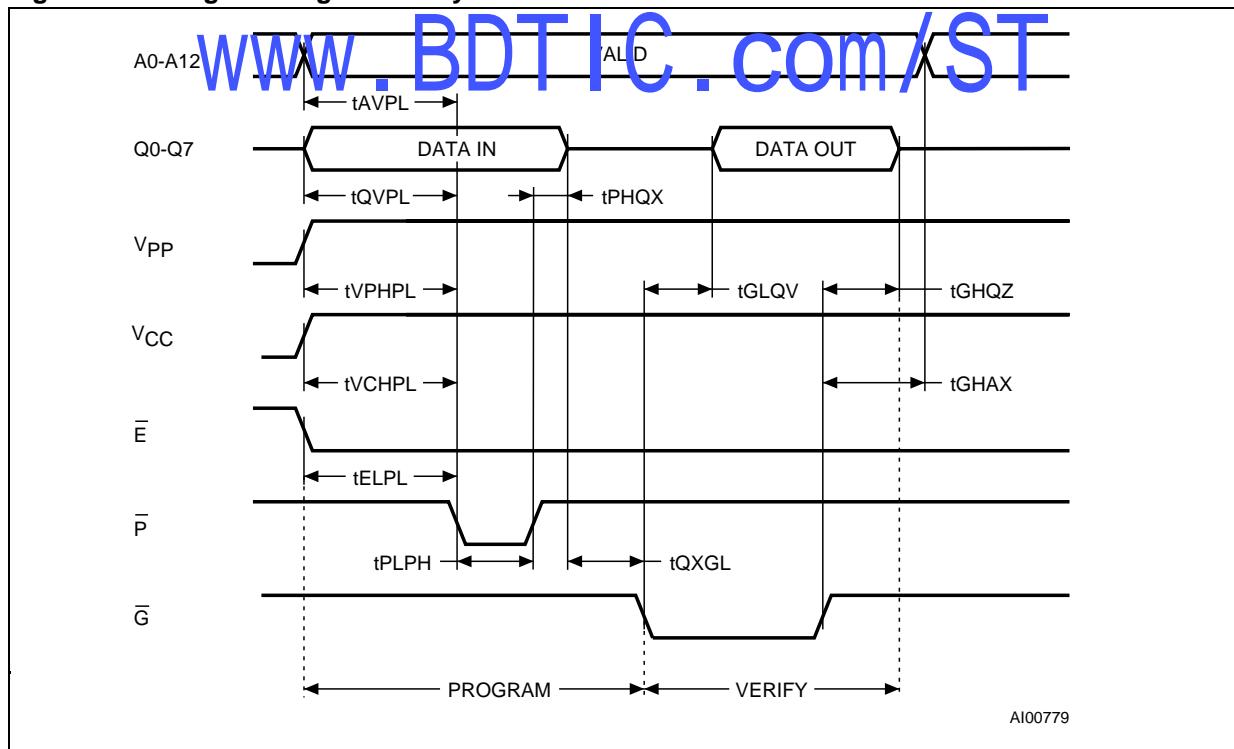 www.BDTIC.com/ST
A0-A12
VALID
tAVPL
Q0-Q7
DATA IN
DATA OUT
tQVPL
tPHQX
VPP
tVPHPL
tGLQV
tGHQZ
VCC
tVCHPL
tGHAX
E
tELPL
P
tPLPH
tQXGL
G
PROGRAM
VERIFY
AI00779